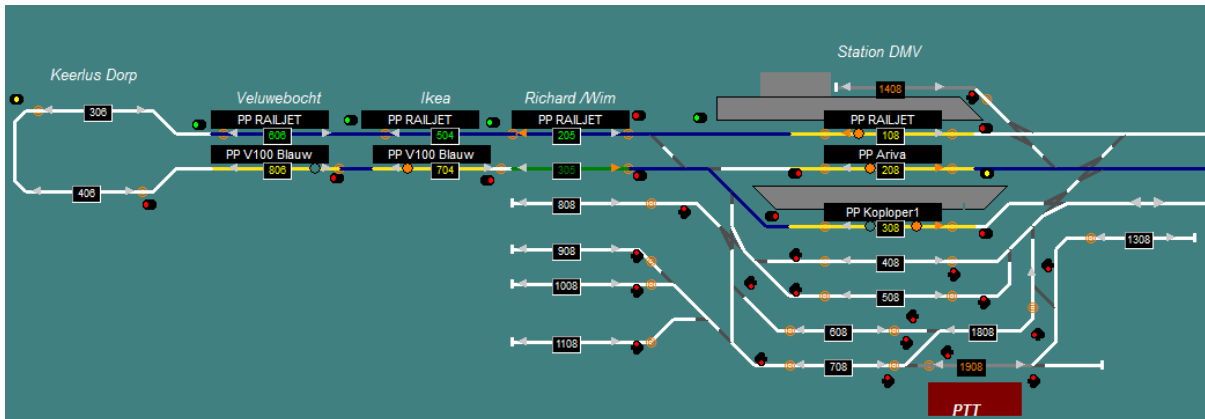 Station DMV
Keerlus Dorp
1408
Veluwebocht
Ikea
Richard /Wim
306
PP RAILJET
PP RAILJET
PP RAILJET
PP RAILJET
606
504
205
108
PP V100 Blauw
PP V100 Blauw
PP Ariva
806
704
305
208
406
808
PP Koploper1
308
908
408
1308
1008
508
1108
608
1808
708
1908
PTT